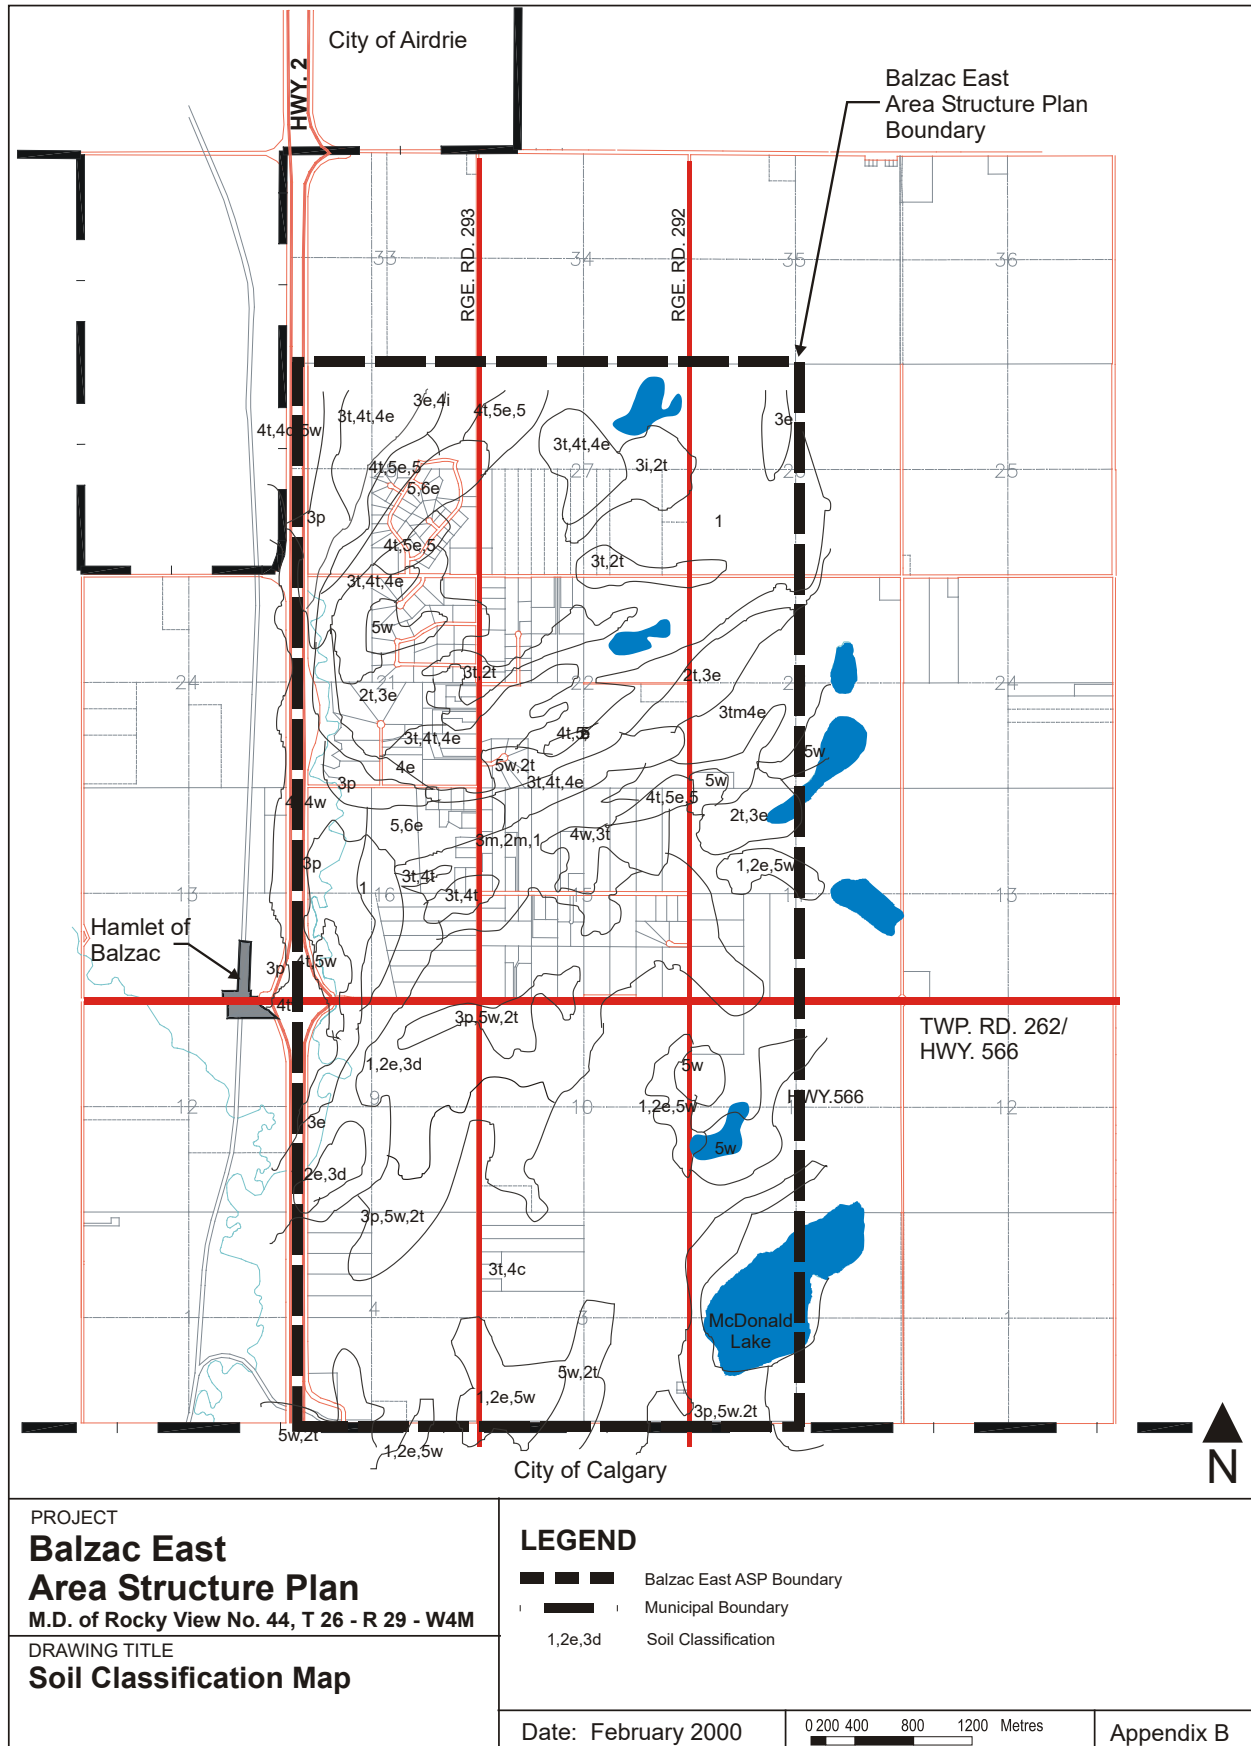 City of Airdrie
HWY. 2
Balzac East
Area Structure Plan
Boundary
RGE. RD. 293
RGE. RD. 292
33
34
35
36
3e,4i
3t,4t,4e
4t,5e,5
3e
3t,4t,4e
4t,5e,5
3i,2t
27
25
5,6e
3p
1
4t,5e,5
3t,2t
3t,4t,4e
5w
3t,2t
2t,3e
24
21
22
24
2t,3e
3tm4e
3t,4t,4e
5w
4e
5w,2t
3t,4t,4e
3p
5w
4t,5e,5
2t,3e
5,6e
3m,2m,1
4w,3t
3p
1,2e,5w
3t,4t
1
16
3t,4t
13
15
13
Hamlet of
Balzac
3p
4t,5w
4t
3p,5w,2t
TWP. RD. 262/
HWY. 566
1,2e,3d
5w
HWY.566
12
9
10
1,2e,5w
12
3e
5w
2e,3d
3p,5w,2t
3t,4c
1
4
3
1
McDonald
Lake
5w,2t
1,2e,5w
3p,5w.2t
5w,2t
1,2e,5w
City of Calgary
N
PROJECT
Balzac East
Area Structure Plan
M.D. of Rocky View No. 44, T 26 - R 29 - W4M
DRAWING TITLE
Soil Classification Map
LEGEND
Balzac East ASP Boundary
Municipal Boundary
1,2e,3d Soil Classification
Date: February 2000
0 200 400 800 1200 Metres
Appendix B